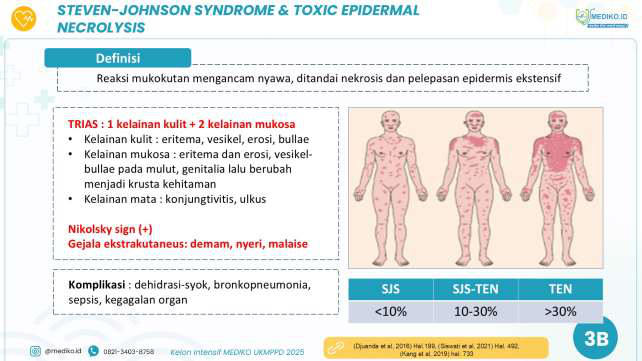 STEVEN-JOHNSON SYNDROME & TOXIC EPIDERMAL
NECROLYSIS
MEDIKO.ID
Definisi
Reaksi mukokutan mengancam nyawa, ditandai nekrosis dan pelepasan epidermis ekstensif
TRIAS : 1 kelainan kulit + 2 kelainan mukosa
• Kelainan kulit : eritema, vesikel, erosi, bullae
• Kelainan mukosa : eritema dan erosi, vesikel-
bullae pada mulut, genitalia lalu berubah
menjadi krusta kehitaman
• Kelainan mata : konjungtivitis, ulkus
Nikolsky sign (+)
Gejala ekstrakutaneus: demam, nyeri, malaise
Komplikasi : dehidrasi-syok, bronkopneumonia,
sepsis, kegagalan organ
SJS SJS-TEN TEN
<10% 10-30% >30%
3B
@mediko.id 0821-3403-8758 Kelon Intensif MEDIKO UKMPPD 2025
(Djuanda et al, 2016) Hal.199, (Siswati et al, 2021) Hal. 492,
(Kang et al, 2019) hal. 733